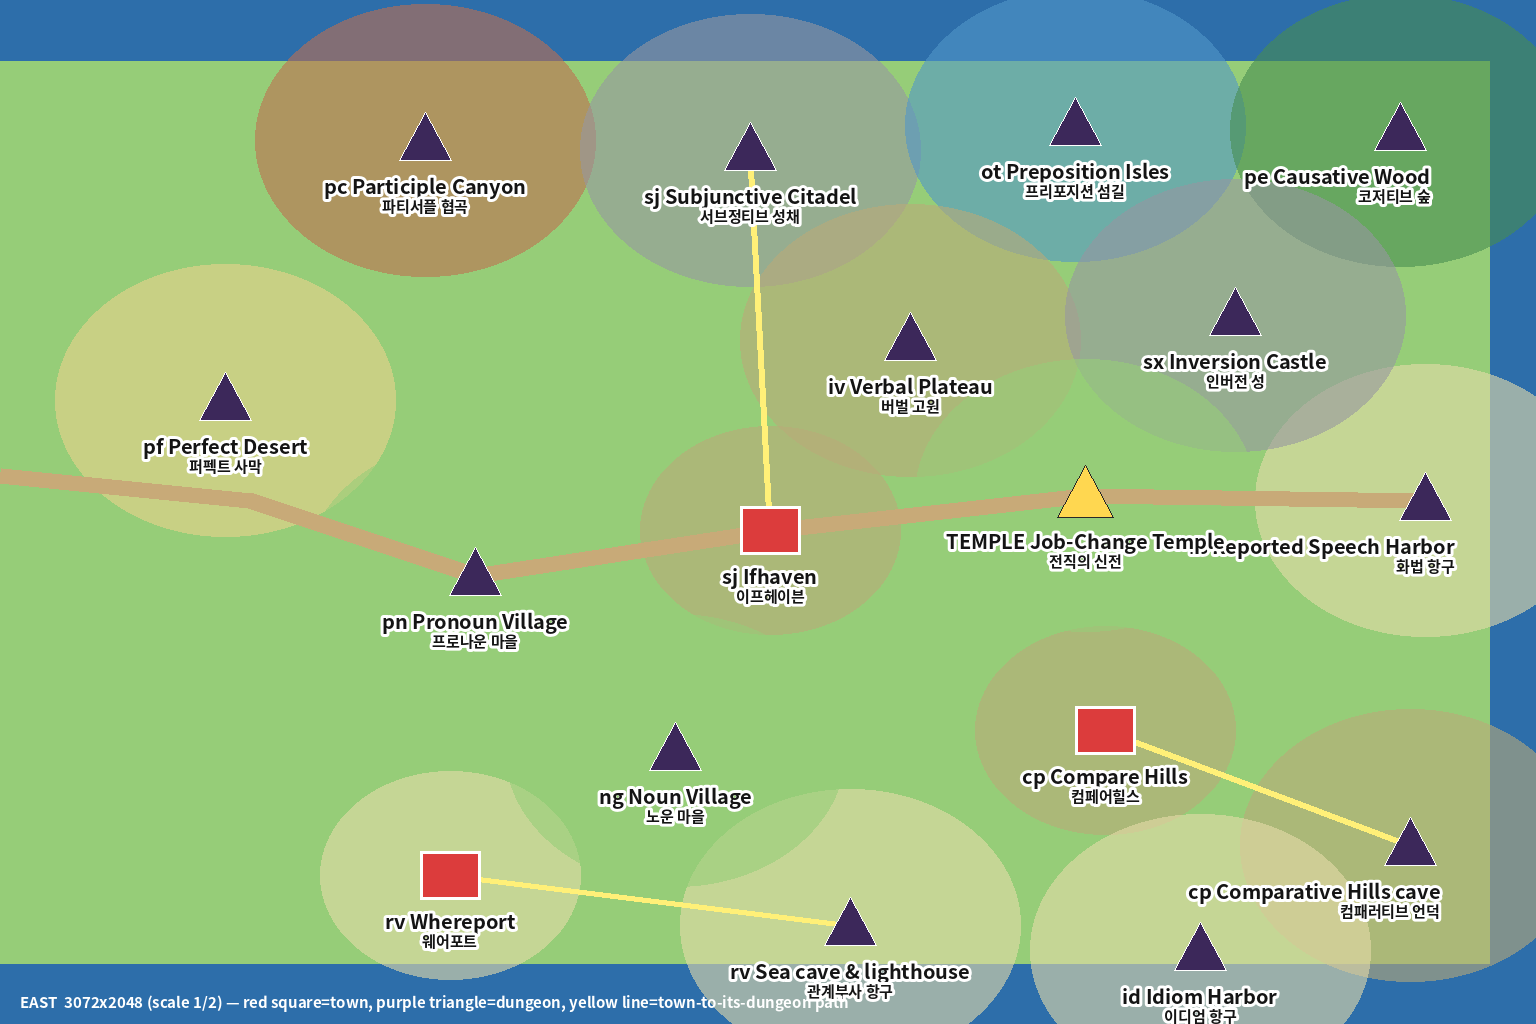 pc Participle Canyon
파티서플 협곡
sj Subjunctive Citadel
서브정티브 성채
ot Preposition Isles
프리포지션 섬길
pe Causative Wood
코저티브 숲
iv Verbal Plateau
버벌 고원
sx Inversion Castle
인버전 성
pf Perfect Desert
퍼펙트 사막
sj Ifhaven
이프헤이븐
TEMPLE Job-Change Temple
전직의 신전
Reported Speech Harbor
화법 항구
pn Pronoun Village
프로나운 마을
ng Noun Village
노운 마을
cp Compare Hills
컴페어힐스
cp Comparative Hills cave
컴패러티브 언덕
rv Whereport
웨어포트
rv Sea cave & lighthouse
관계부사 항구
id Idiom Harbor
이디엄 항구
EAST 3072x2048 (scale 1/2) — red square=town, purple triangle=dungeon, yellow line=town-to-its-dungeon path